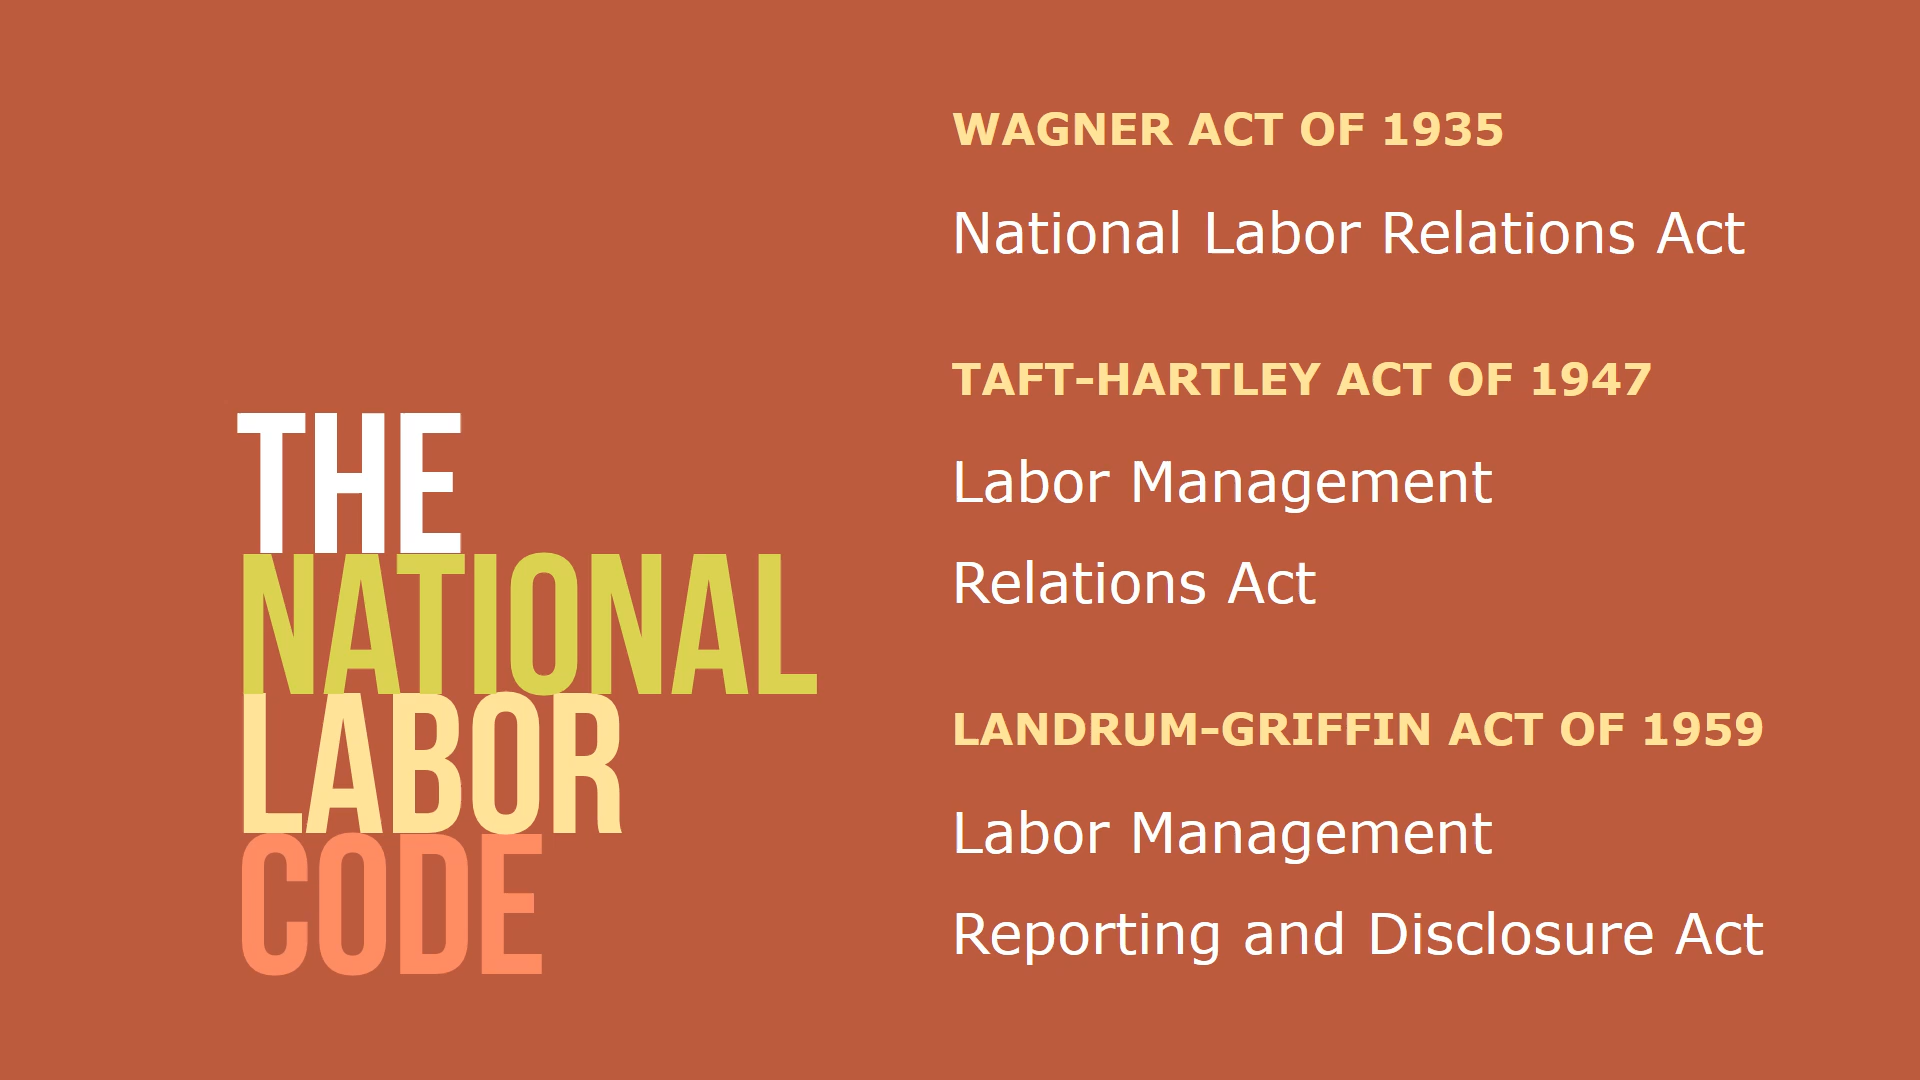 THE
NATIONAL
LABOR
CODE
WAGNER ACT OF 1935
National Labor Relations Act
TAFT-HARTLEY ACT OF 1947
Labor Management
Relations Act
LANDRUM-GRIFFIN ACT OF 1959
Labor Management
Reporting and Disclosure Act